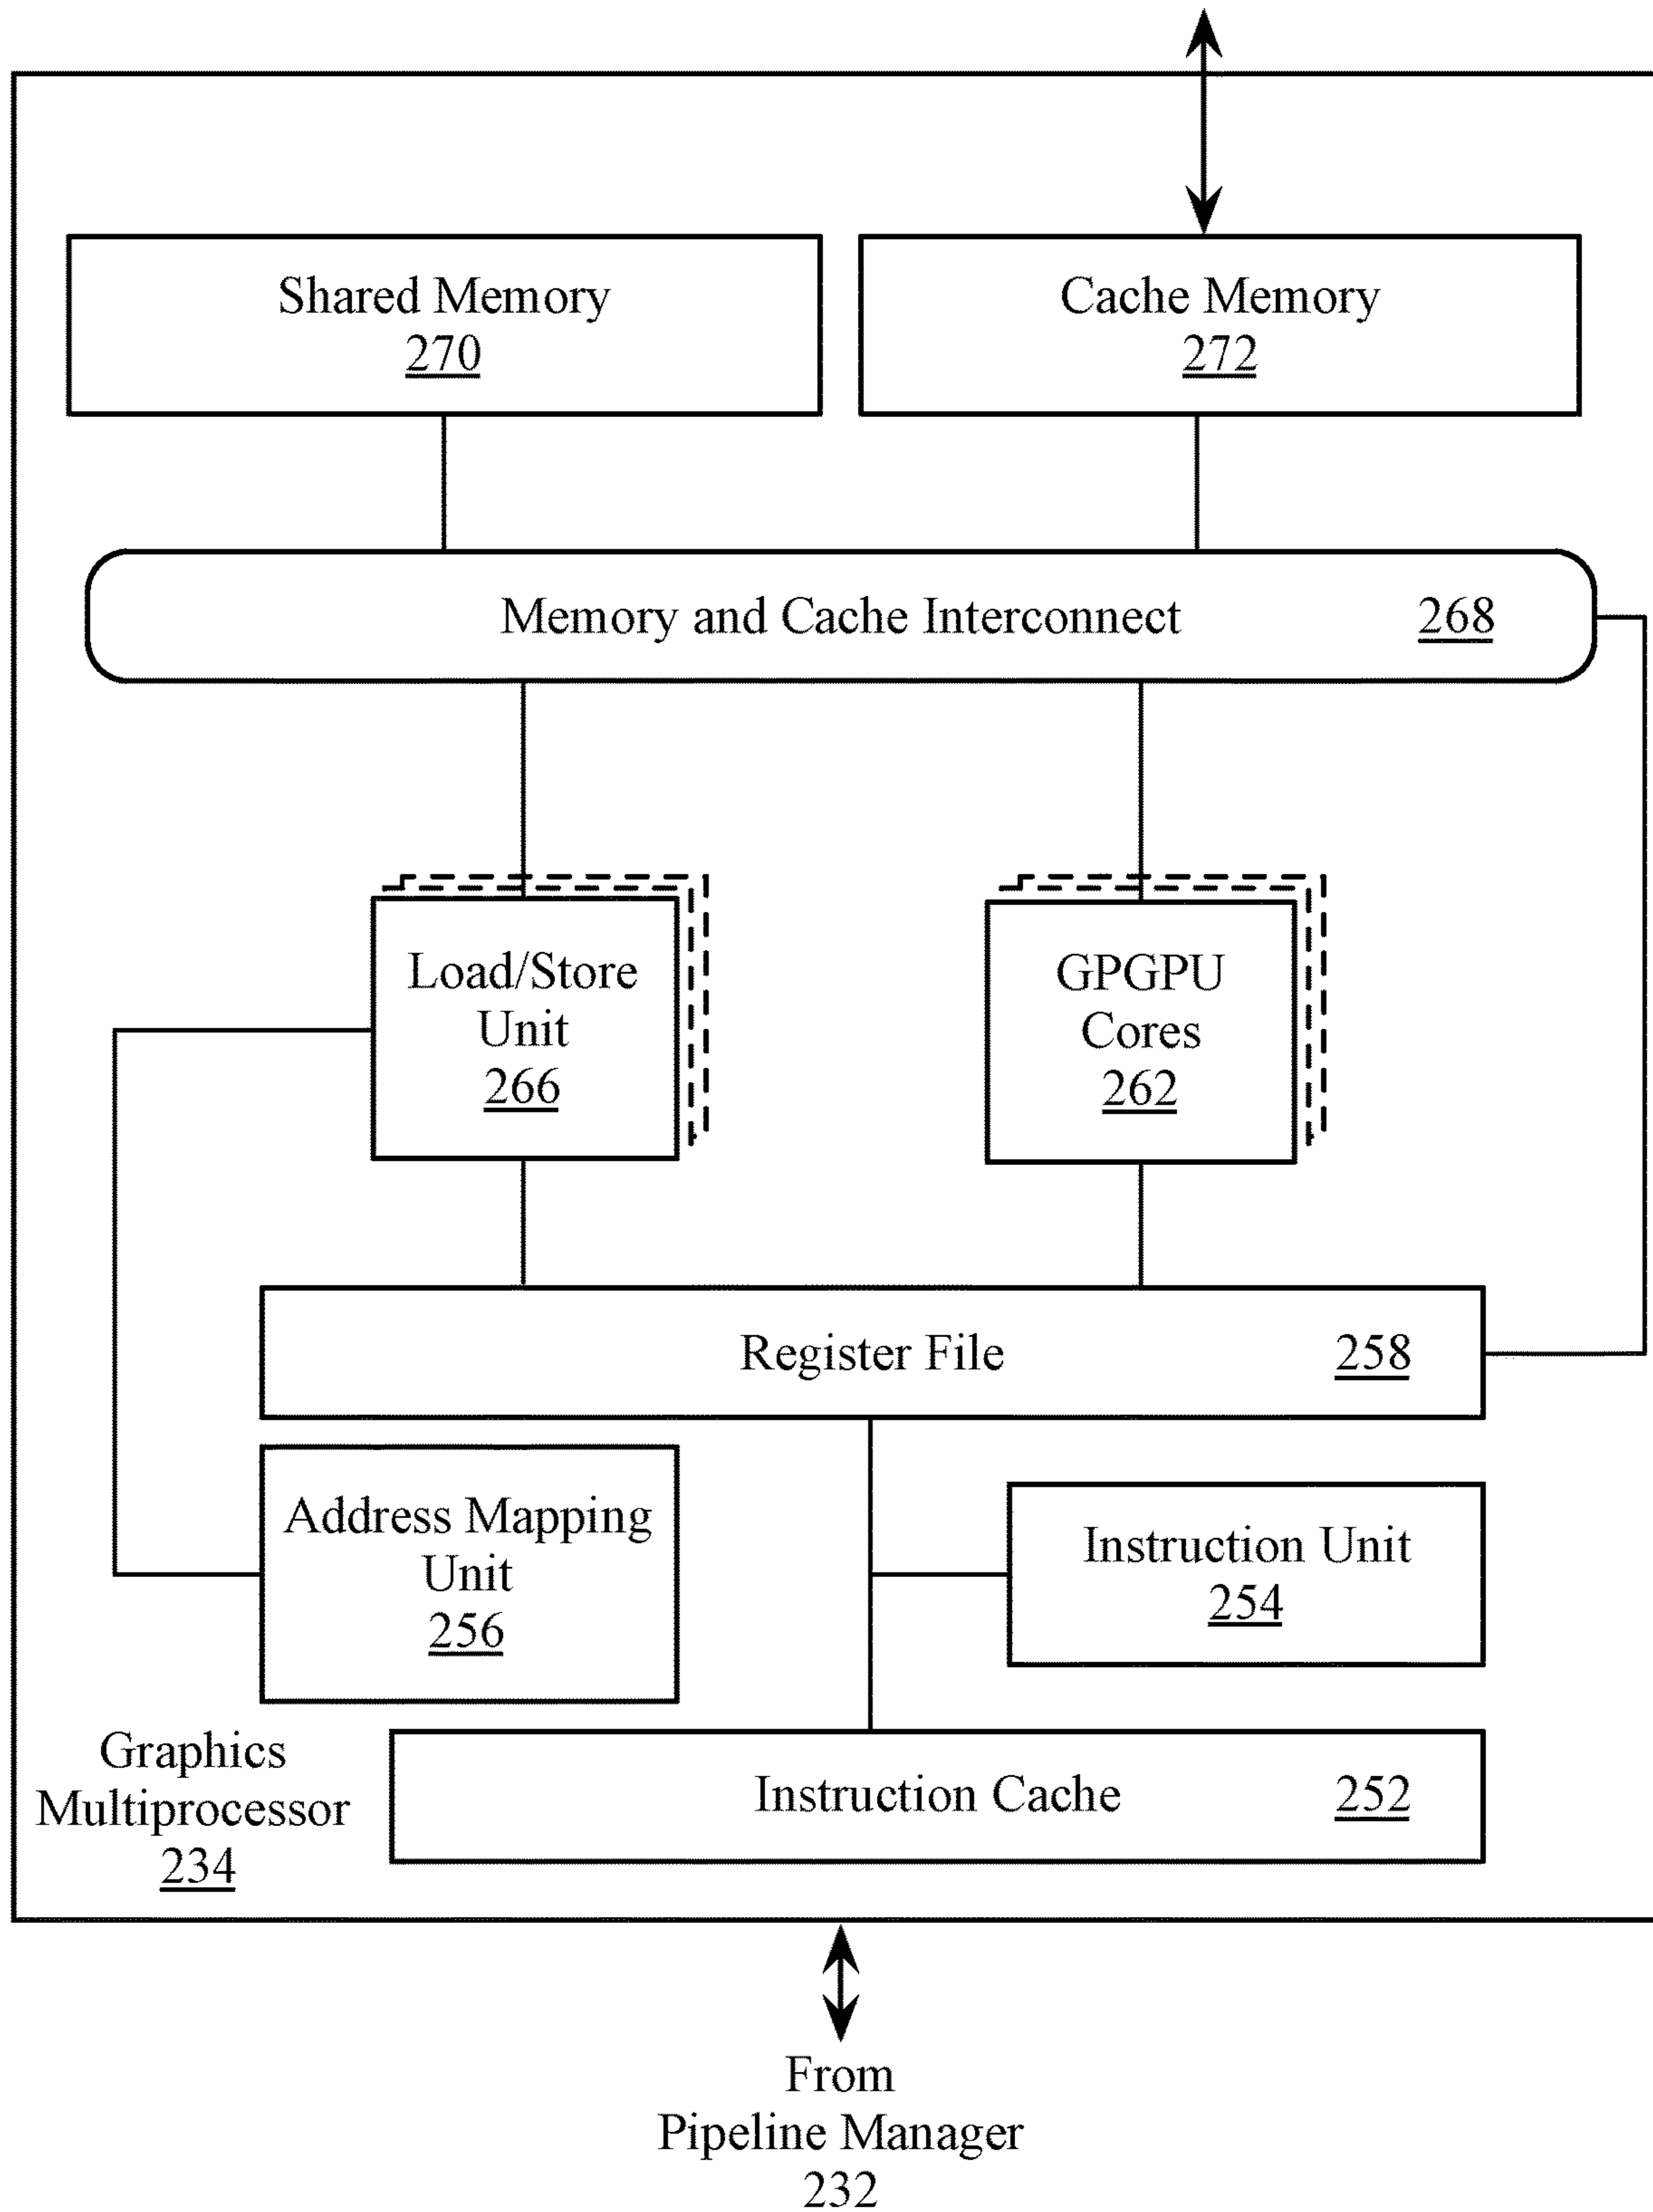 Shared Memory
270
Cache Memory
272
Memory and Cache Interconnect 268
Load/Store
Unit
266
GPGPU
Cores
262
Register File 258
Address Mapping
Unit
256
Instruction Unit
254
Graphics
Multiprocessor
234
Instruction Cache 252
From
Pipeline Manager
232